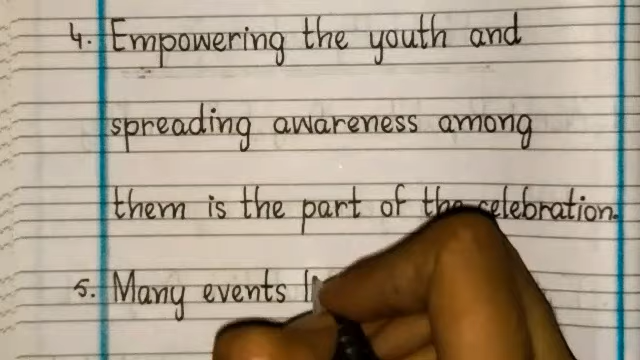 4. Empowering the youth and
spreading awareness among
them is the part of the celebration.
5. Many events